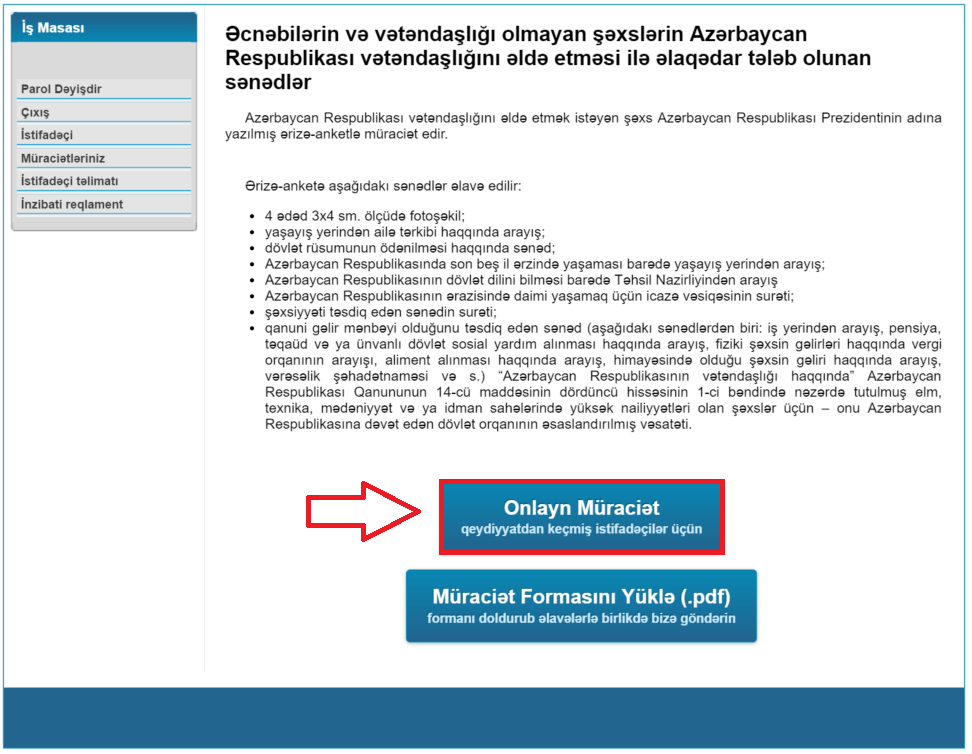 İş Masası
Parol Dəyişdir
Çıxış
İstifadəçi
Müraciətləriniz
İstifadəçi təlimatı
İnzibati reqlament
Əcnəbilərin və vətəndaşlığı olmayan şəxslərin Azərbaycan
Respublikası vətəndaşlığını əldə etməsi ilə əlaqədar tələb olunan
sənədlər
Azərbaycan Respublikası vətəndaşlığını əldə etmək istəyən şəxs Azərbaycan Respublikası Prezidentinin adına
yazılmış ərizə-anketlə müraciət edir.
Ərizə-anketə aşağıdakı sənədlər əlavə edilir:
• 4 ədəd 3x4 sm. ölçüdə fotoşəkil;
• yaşayış yerindən ailə tərkibi haqqında arayış;
• dövlət rüsumunun ödənilməsi haqqında sənəd;
• Azərbaycan Respublikasında son beş il ərzində yaşaması barədə yaşayış yerindən arayış;
• Azərbaycan Respublikasının dövlət dilini bilməsi barədə Təhsil Nazirliyindən arayış
• Azərbaycan Respublikasının ərazisində daimi yaşamaq üçün icazə vəsiqəsinin surəti;
• şəxsiyyəti təsdiq edən sənədin surəti;
• qanuni gəlir mənbəyi olduğunu təsdiq edən sənəd (aşağıdakı sənədlərdən biri: iş yerindən arayış, pensiya,
təqaüd və ya ünvanlı dövlət sosial yardım alınması haqqında arayış, fiziki şəxsin gəlirləri haqqında vergi
orqanının arayışı, aliment alınması haqqında arayış, himayəsində olduğu şəxsin gəliri haqqında arayış,
vərəsəlik şəhadətnaməsi və s.) “Azərbaycan Respublikasının vətəndaşlığı haqqında” Azərbaycan
Respublikası Qanununun 14-cü maddəsinin dördüncü hissəsinin 1-ci bəndində nəzərdə tutulmuş elm,
texnika, mədəniyyət və ya idman sahələrində yüksək nailiyyətləri olan şəxslər üçün – onu Azərbaycan
Respublikasına dəvət edən dövlət orqanının əsaslandırılmış vəsatəti.
Onlayn Müraciət
qeydiyyatdan keçmiş istifadəçilər üçün
Müraciət Formasını Yüklə (.pdf)
formanı doldurub əlavələrlə birlikdə bizə göndərin